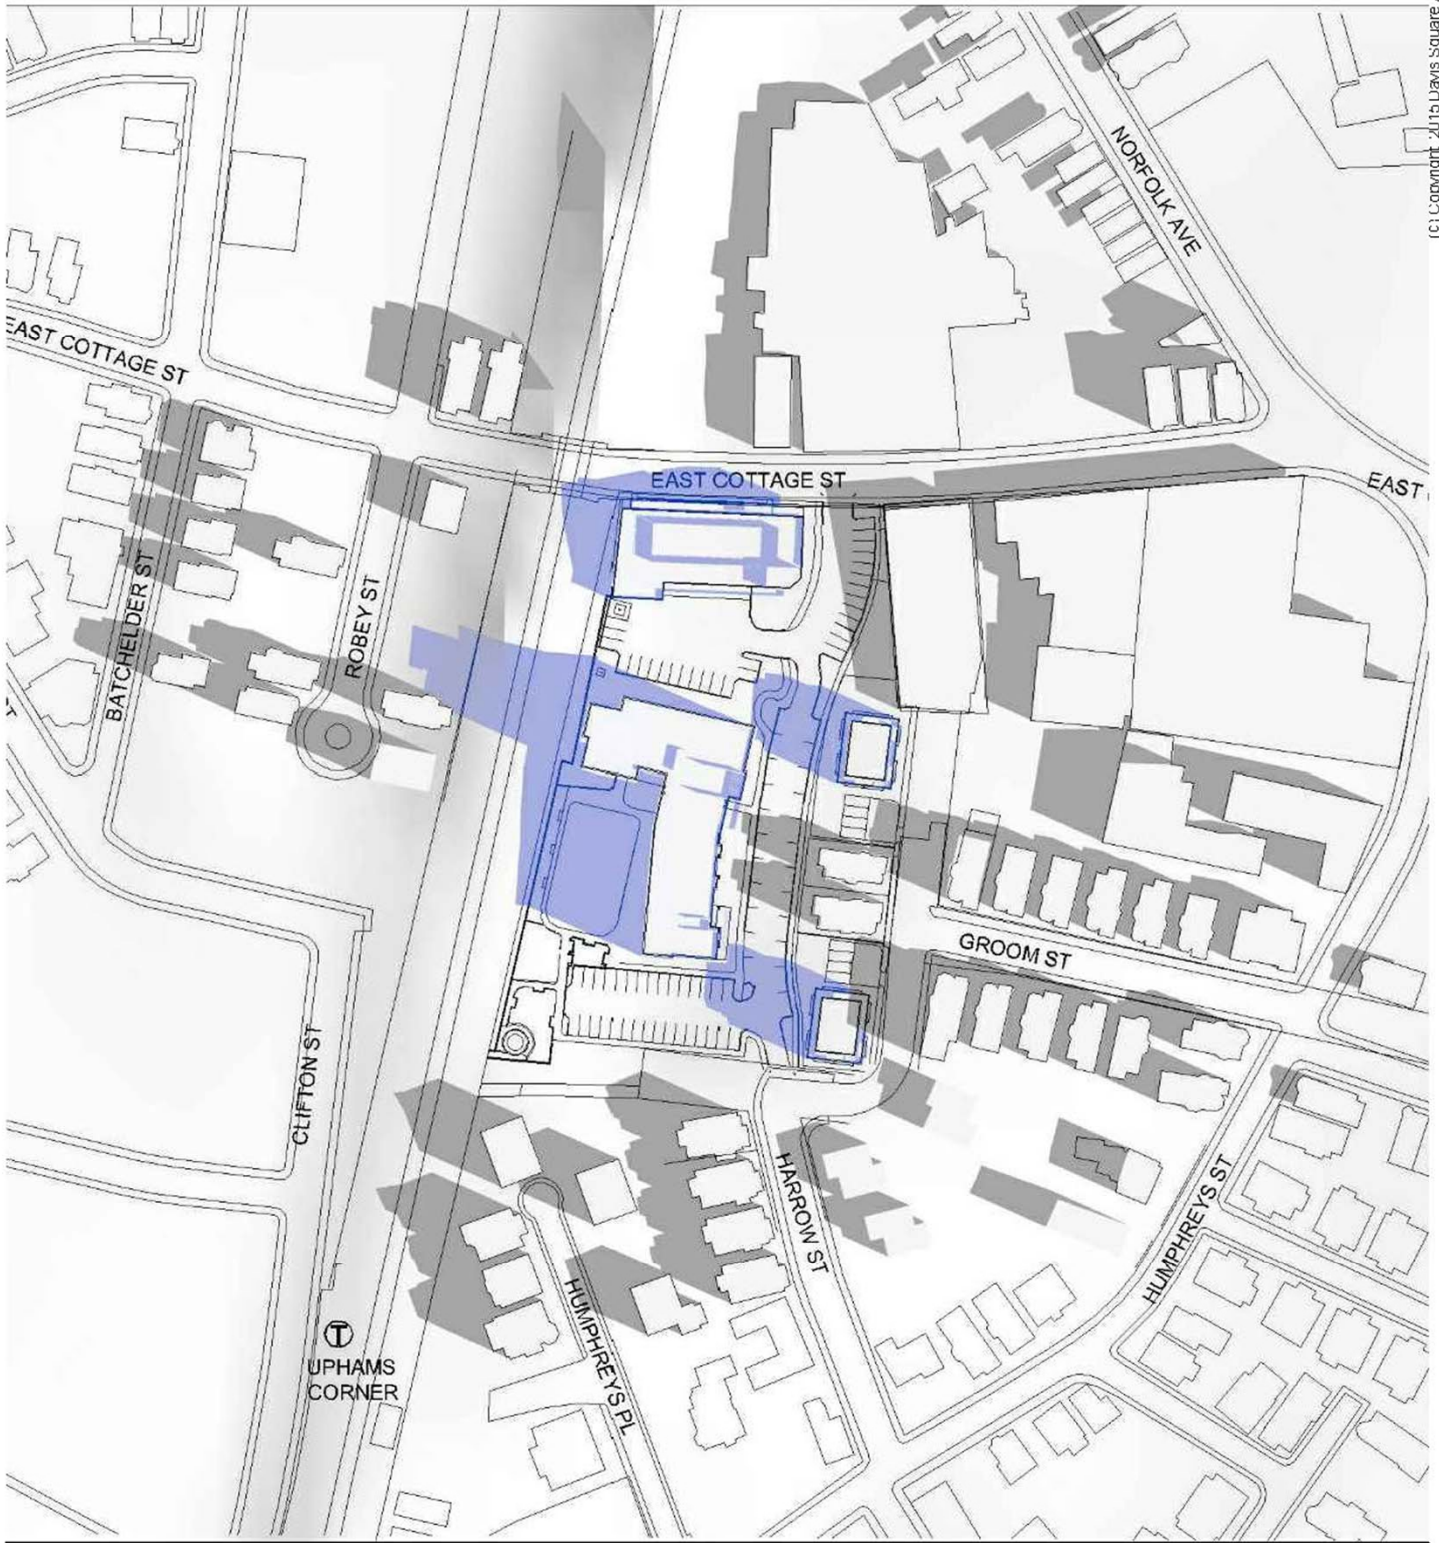 (C) Copyright 2015 Davis Square
NORFOLK AVE
EAST COTTAGE ST
EAST COTTAGE ST
EAST
BATCHELDER ST
ROBEY ST
GROOM ST
CLIFTON ST
HARROW ST
HUMPHREYS ST
HUMPHREYS PL
T
UPHAMS
CORNER